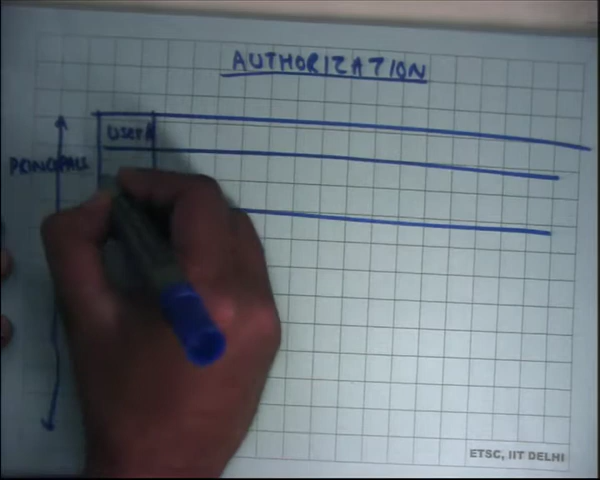 AUTHORIZATION
USER A
PRINCIPALS
ETSC, IIT DELHI